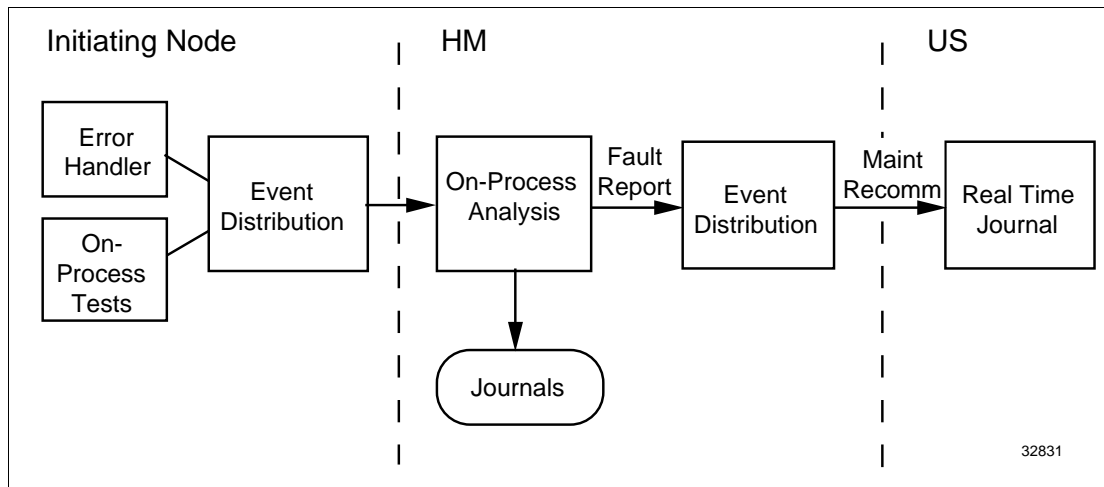 Initiating Node
HM
US
Error
Handler
On-
Process
Tests
Event
Distribution
On-Process
Analysis
Fault
Report
Event
Distribution
Maint
Recomm
Real Time
Journal
Journals
32831